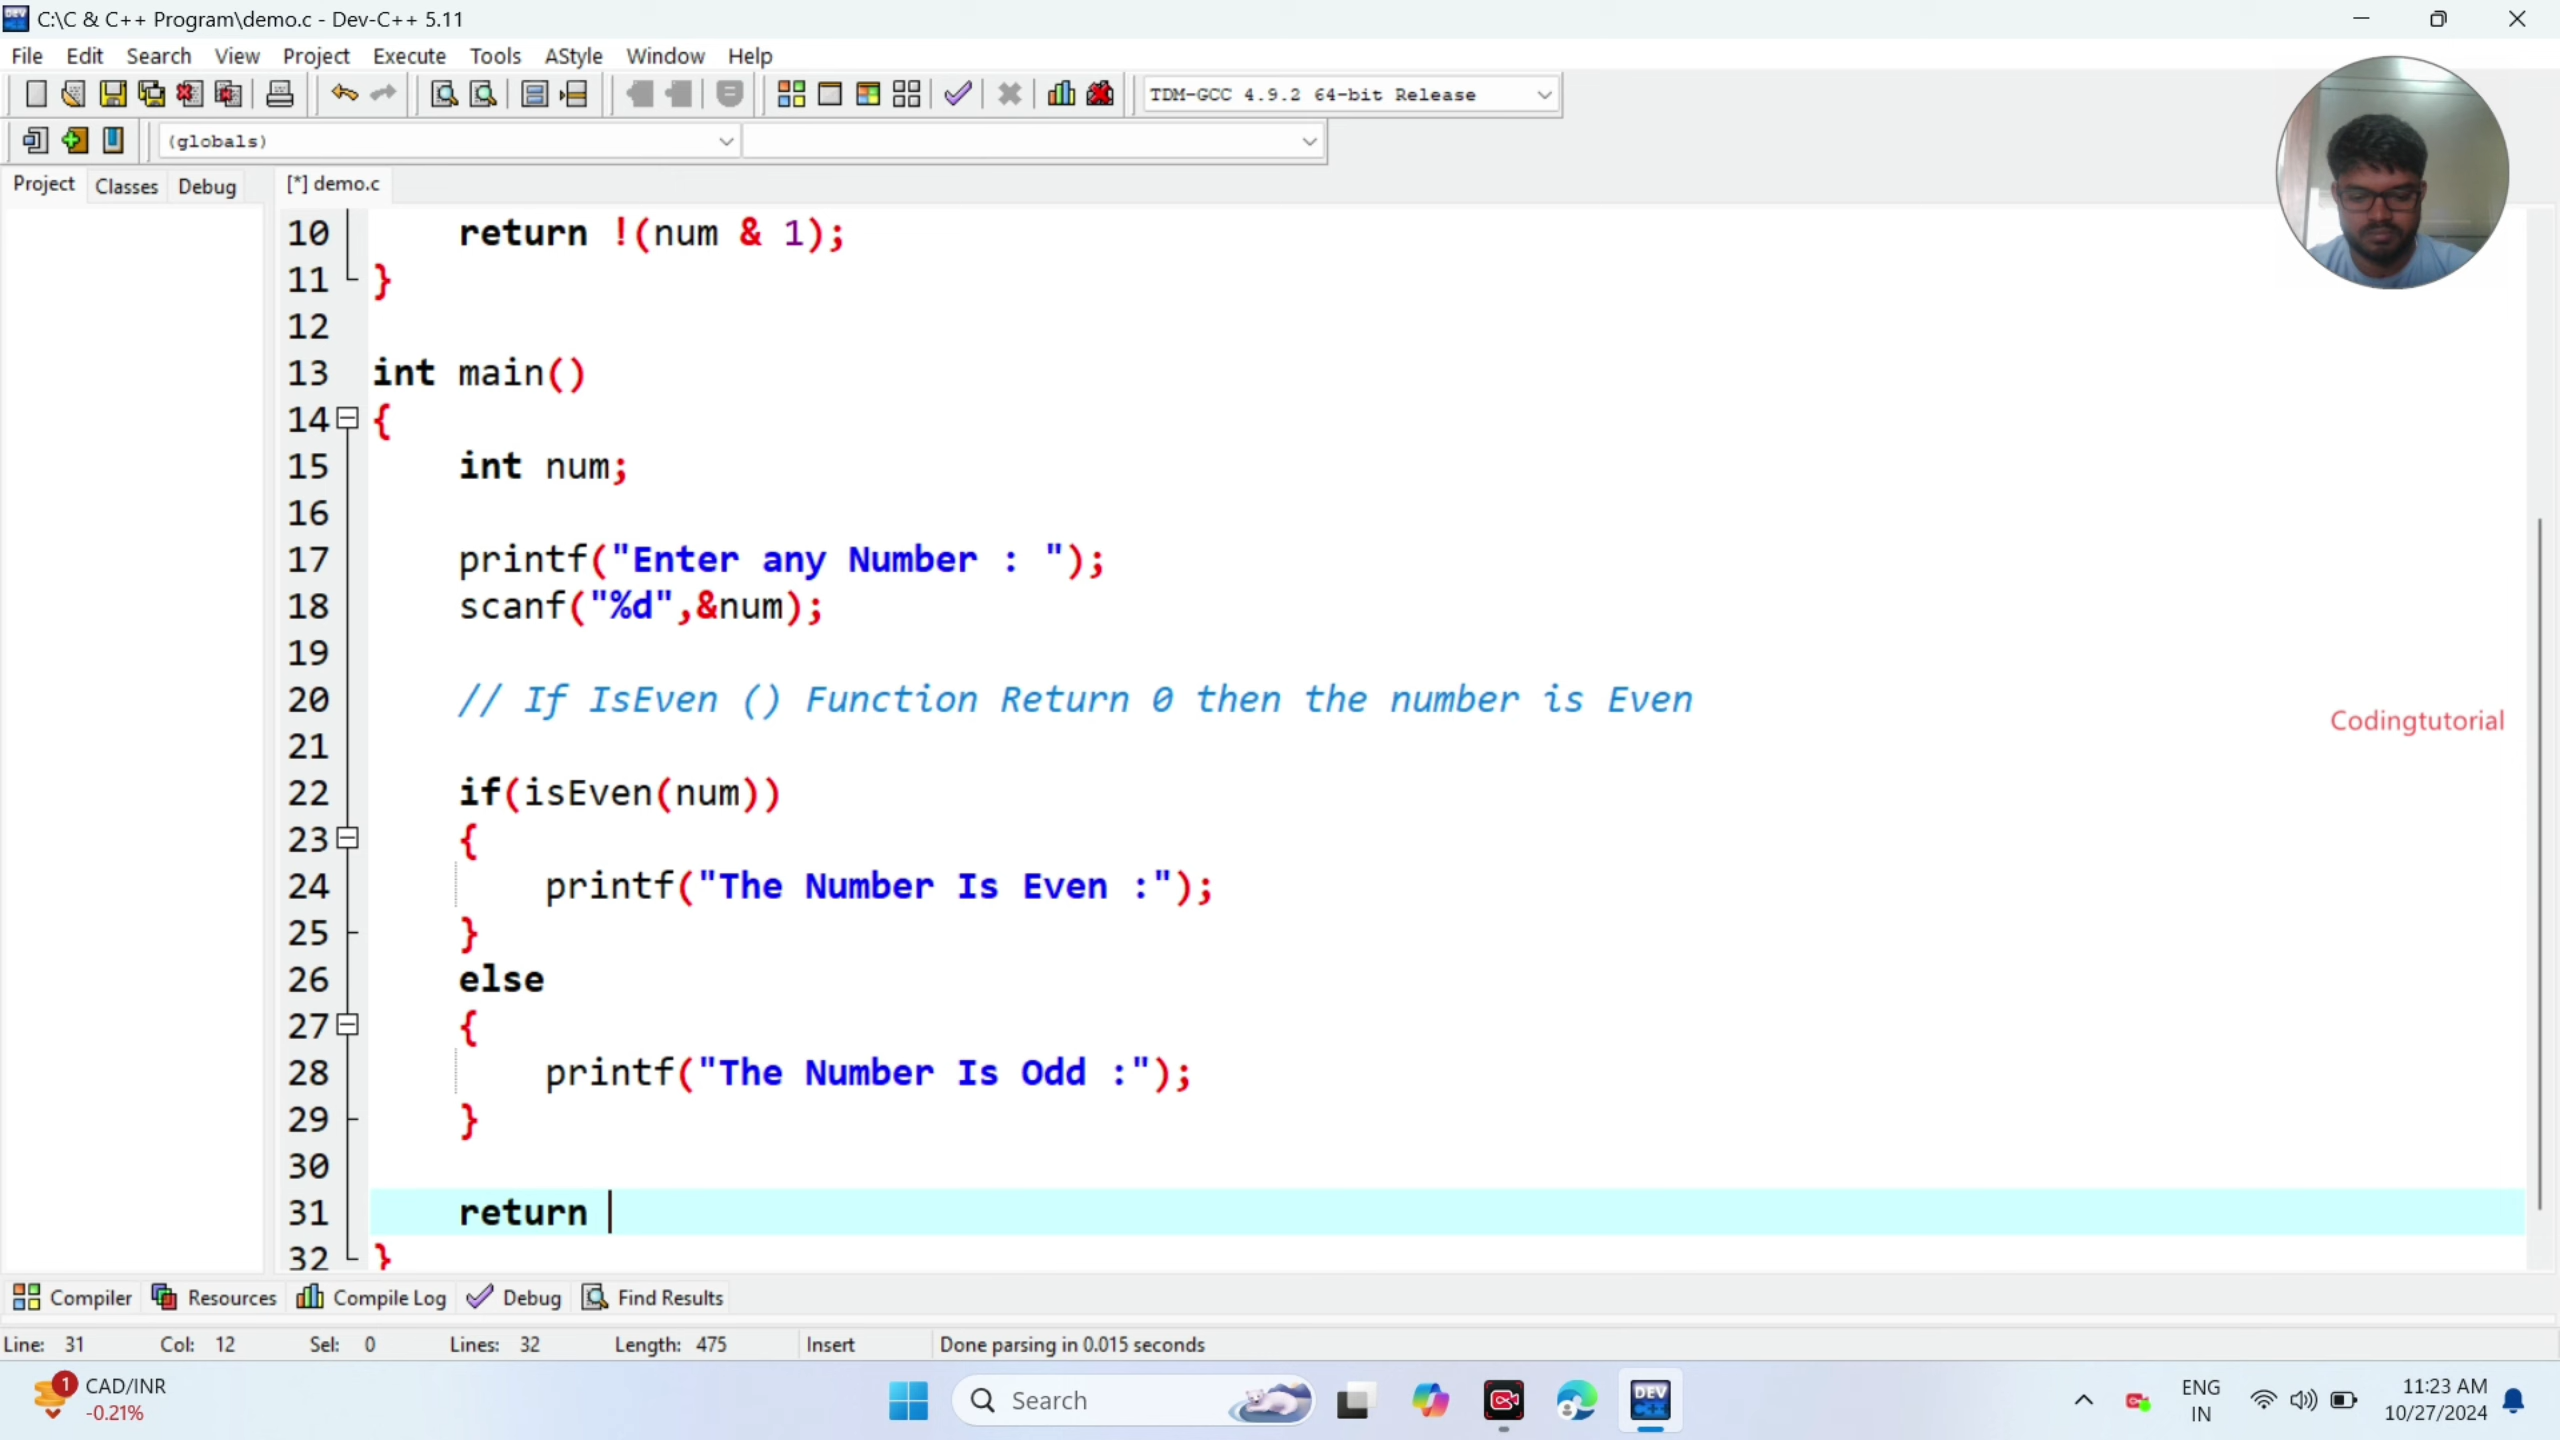 C:\C & C++ Program\demo.c - Dev-C++ 5.11
File Edit Search View Project Execute Tools AStyle Window Help
TDM-GCC 4.9.2 64-bit Release
(globals)
Project Classes Debug [*] demo.c
10 return !(num & 1);
11 }
12
13 int main()
14 {
15 int num;
16
17 printf("Enter any Number : ");
18 scanf("%d",&num);
19
20 // If IsEven () Function Return 0 then the number is Even
Codingtutorial
21
22 if(isEven(num))
23 {
24 printf("The Number Is Even :");
25 }
26 else
27 {
28 printf("The Number Is Odd :");
29 }
30
31 return
32 }
Compiler Resources Compile Log Debug Find Results
Line: 31 Col: 12 Sel: 0 Lines: 32 Length: 475 Insert Done parsing in 0.015 seconds
1 CAD/INR
-0.21%
Search
DEV C++
ENG
IN
11:23 AM
10/27/2024